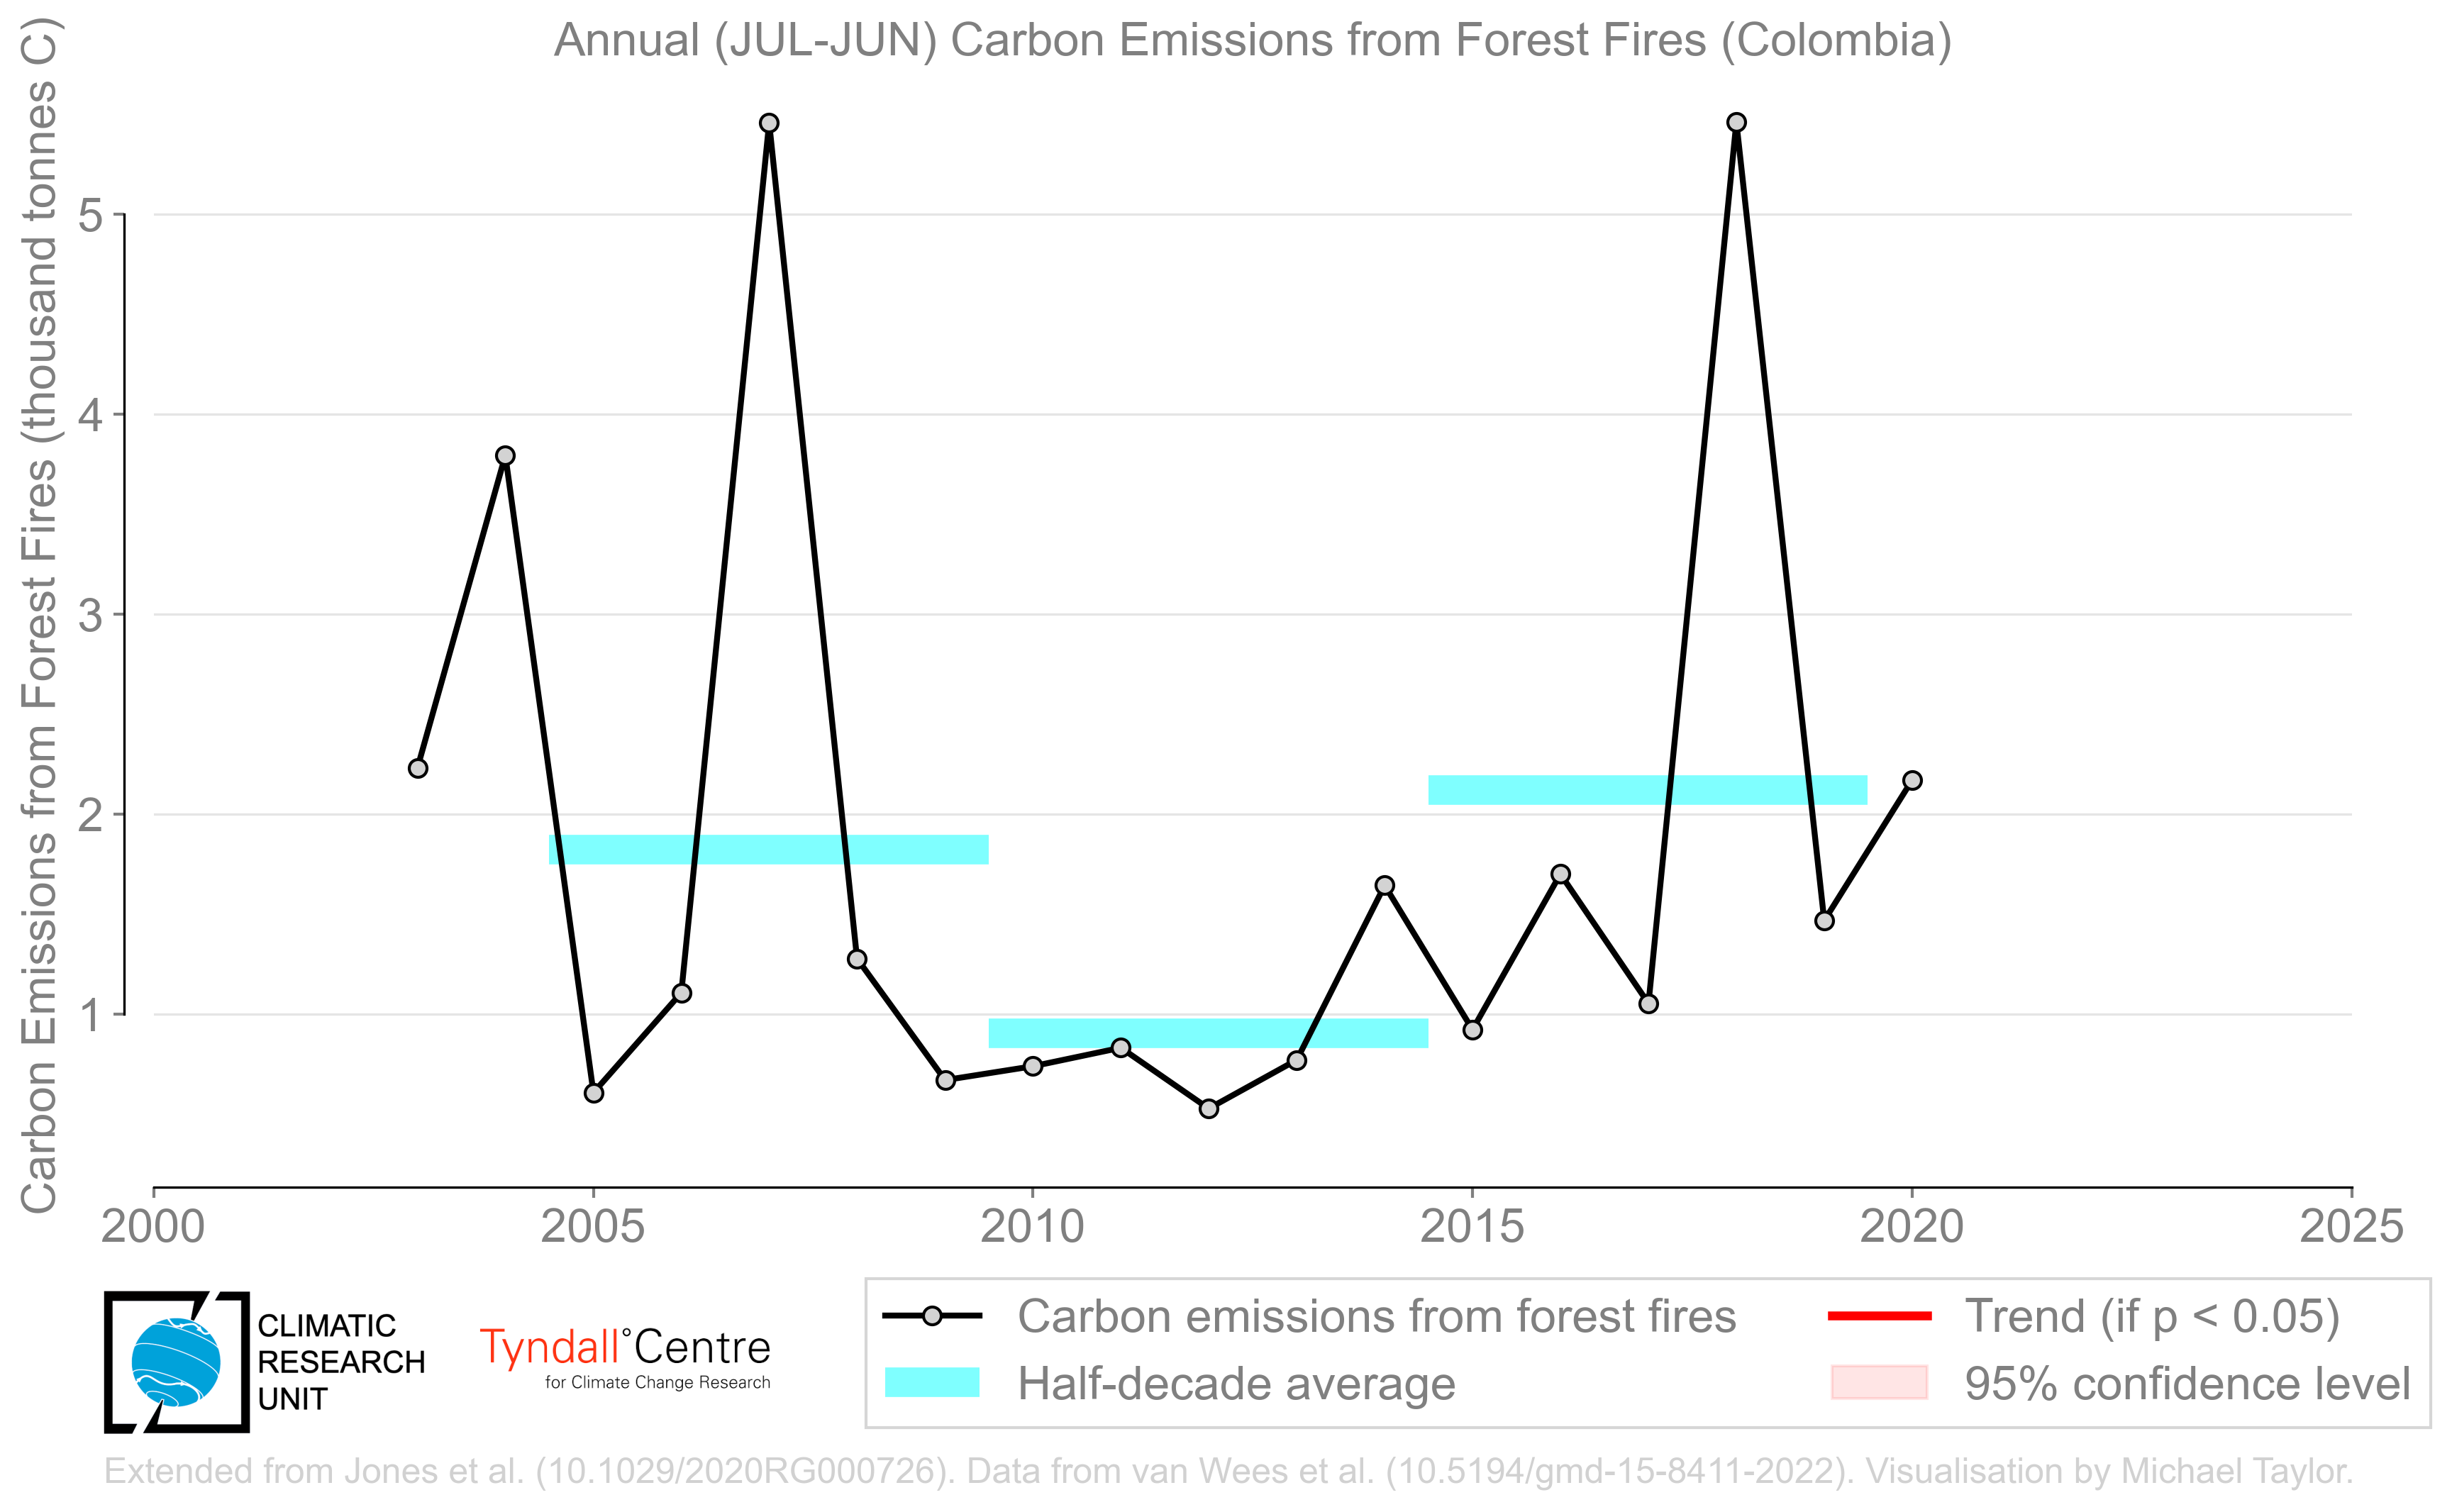 Annual (JUL-JUN) Carbon Emissions from Forest Fires (Colombia)
Carbon Emissions from Forest Fires (thousand tonnes C)
5
4
3
2
1
2000 2005 2010 2015 2020 2025
CLIMATIC
RESEARCH
UNIT
Tyndall°Centre
for Climate Change Research
Carbon emissions from forest fires
Half-decade average
Trend (if p < 0.05)
95% confidence level
Extended from Jones et al. (10.1029/2020RG000726). Data from van Wees et al. (10.5194/gmd-15-8411-2022). Visualisation by Michael Taylor.